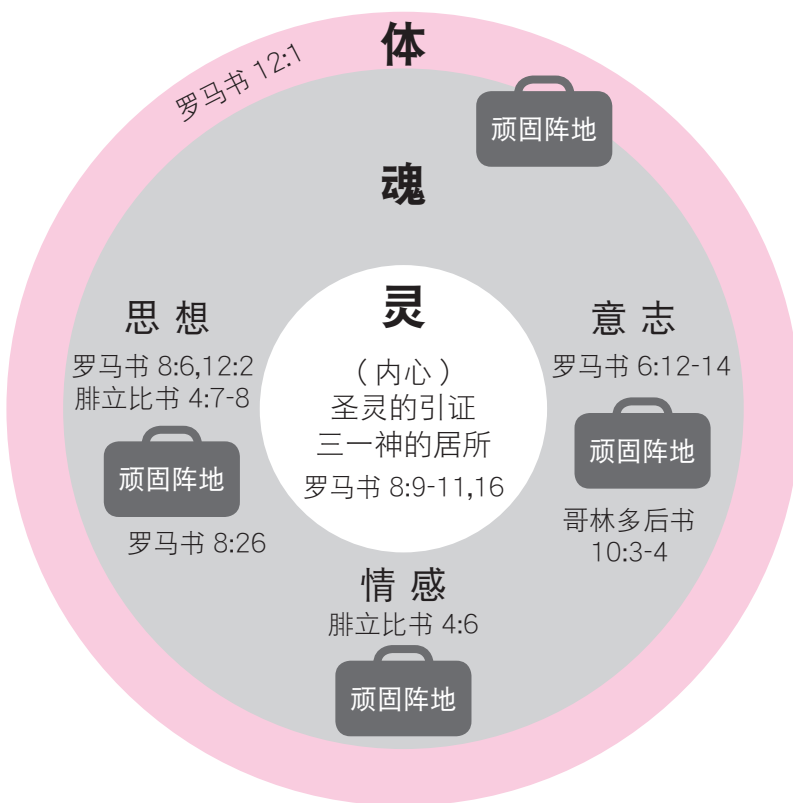 体
罗马书 12:1
顽固阵地
魂
灵
（内心）
圣灵的引证
三一神的居所
罗马书 8:9-11,16
思 想
罗马书 8:6,12:2
腓立比书 4:7-8
顽固阵地
罗马书 8:26
意 志
罗马书 6:12-14
顽固阵地
哥林多后书
10:3-4
情 感
腓立比书 4:6
顽固阵地